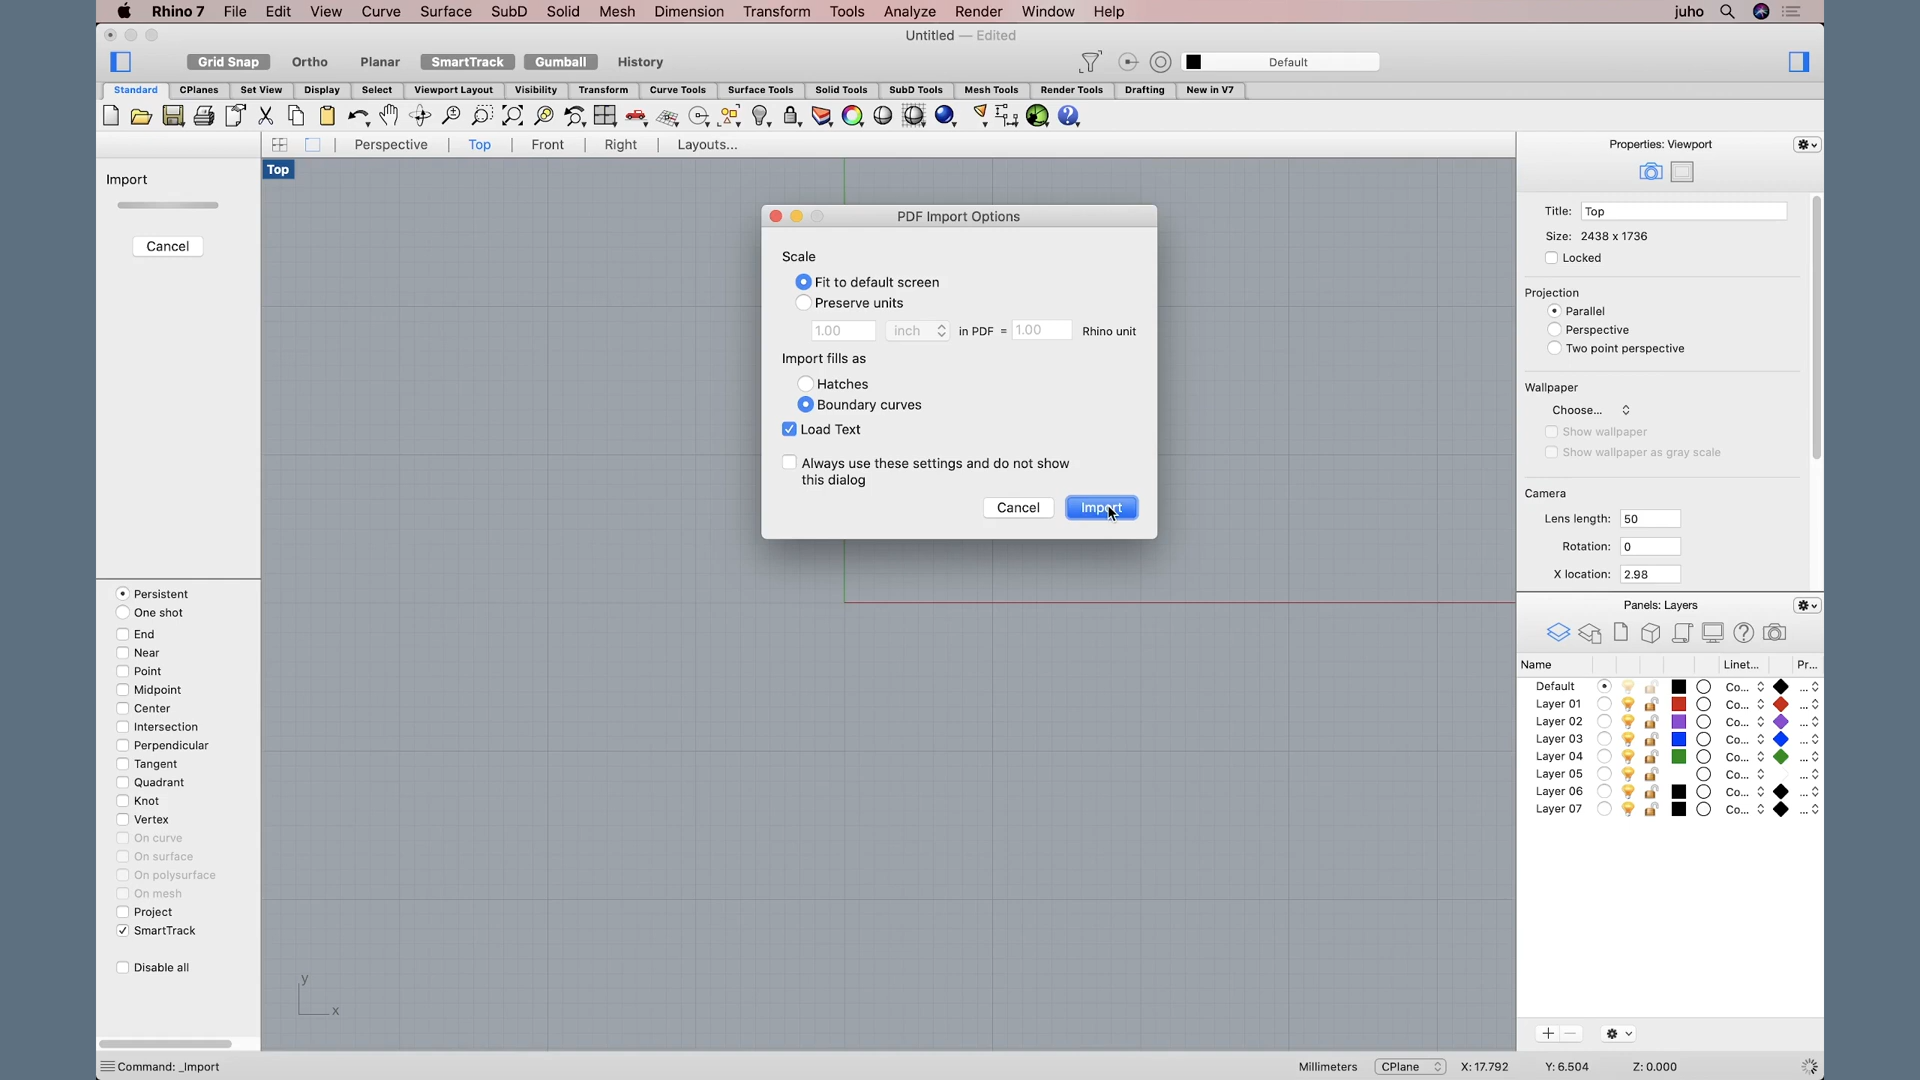 Rhino 7 File Edit View Curve Surface SubD Solid Mesh Dimension Transform Tools Analyze Render Window Help juho
Untitled — Edited
Grid Snap Ortho Planar SmartTrack Gumball History Default
Standard CPlanes Set View Display Select Viewport Layout Visibility Transform Curve Tools Surface Tools Solid Tools SubD Tools Mesh Tools Render Tools Drafting New in V7
Perspective Top Front Right Layouts...
Top
Import
Cancel
PDF Import Options
Scale
Fit to default screen
Preserve units
1.00 inch in PDF = 1.00 Rhino unit
Import fills as
Hatches
Boundary curves
Load Text
Always use these settings and do not show
this dialog
Cancel Import
Properties: Viewport
Title: Top
Size: 2438 x 1736
Locked
Projection
Parallel
Perspective
Two point perspective
Wallpaper
Choose...
Show wallpaper
Show wallpaper as gray scale
Camera
Lens length: 50
Rotation: 0
X location: 2.98
Persistent
One shot
End
Near
Point
Midpoint
Center
Intersection
Perpendicular
Tangent
Quadrant
Knot
Vertex
On curve
On surface
On polysurface
On mesh
Project
SmartTrack
Disable all
y
x
Panels: Layers
Name Linet... Pr...
Default Co... ...
Layer 01 Co... ...
Layer 02 Co... ...
Layer 03 Co... ...
Layer 04 Co... ...
Layer 05 Co... ...
Layer 06 Co... ...
Layer 07 Co... ...
Command: _Import
Millimeters CPlane X: 17.792 Y: 6.504 Z: 0.000